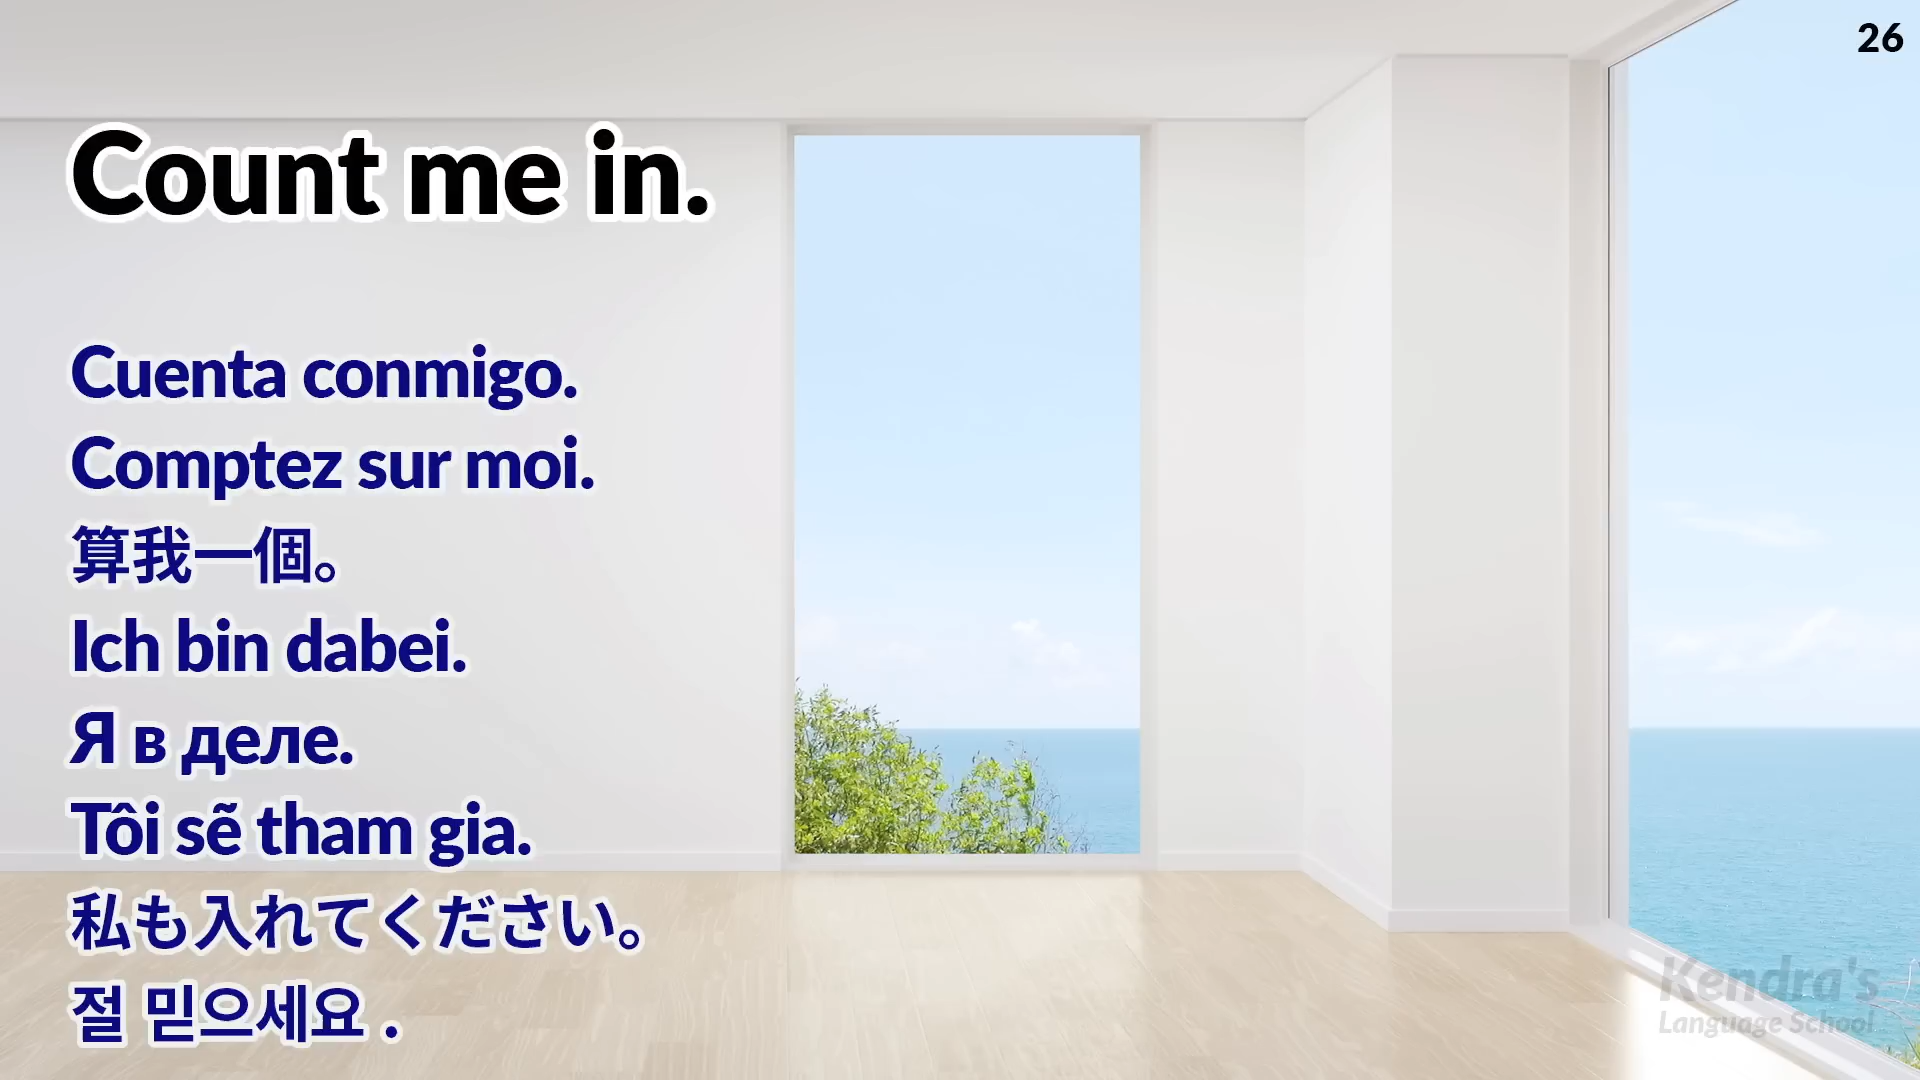 26
Count me in.
Cuenta conmigo.
Comptez sur moi.
算我一個。
Ich bin dabei.
Я в деле.
Tôi sẽ tham gia.
私も入れてください。
절 믿으세요 .
Kendra's
Language School